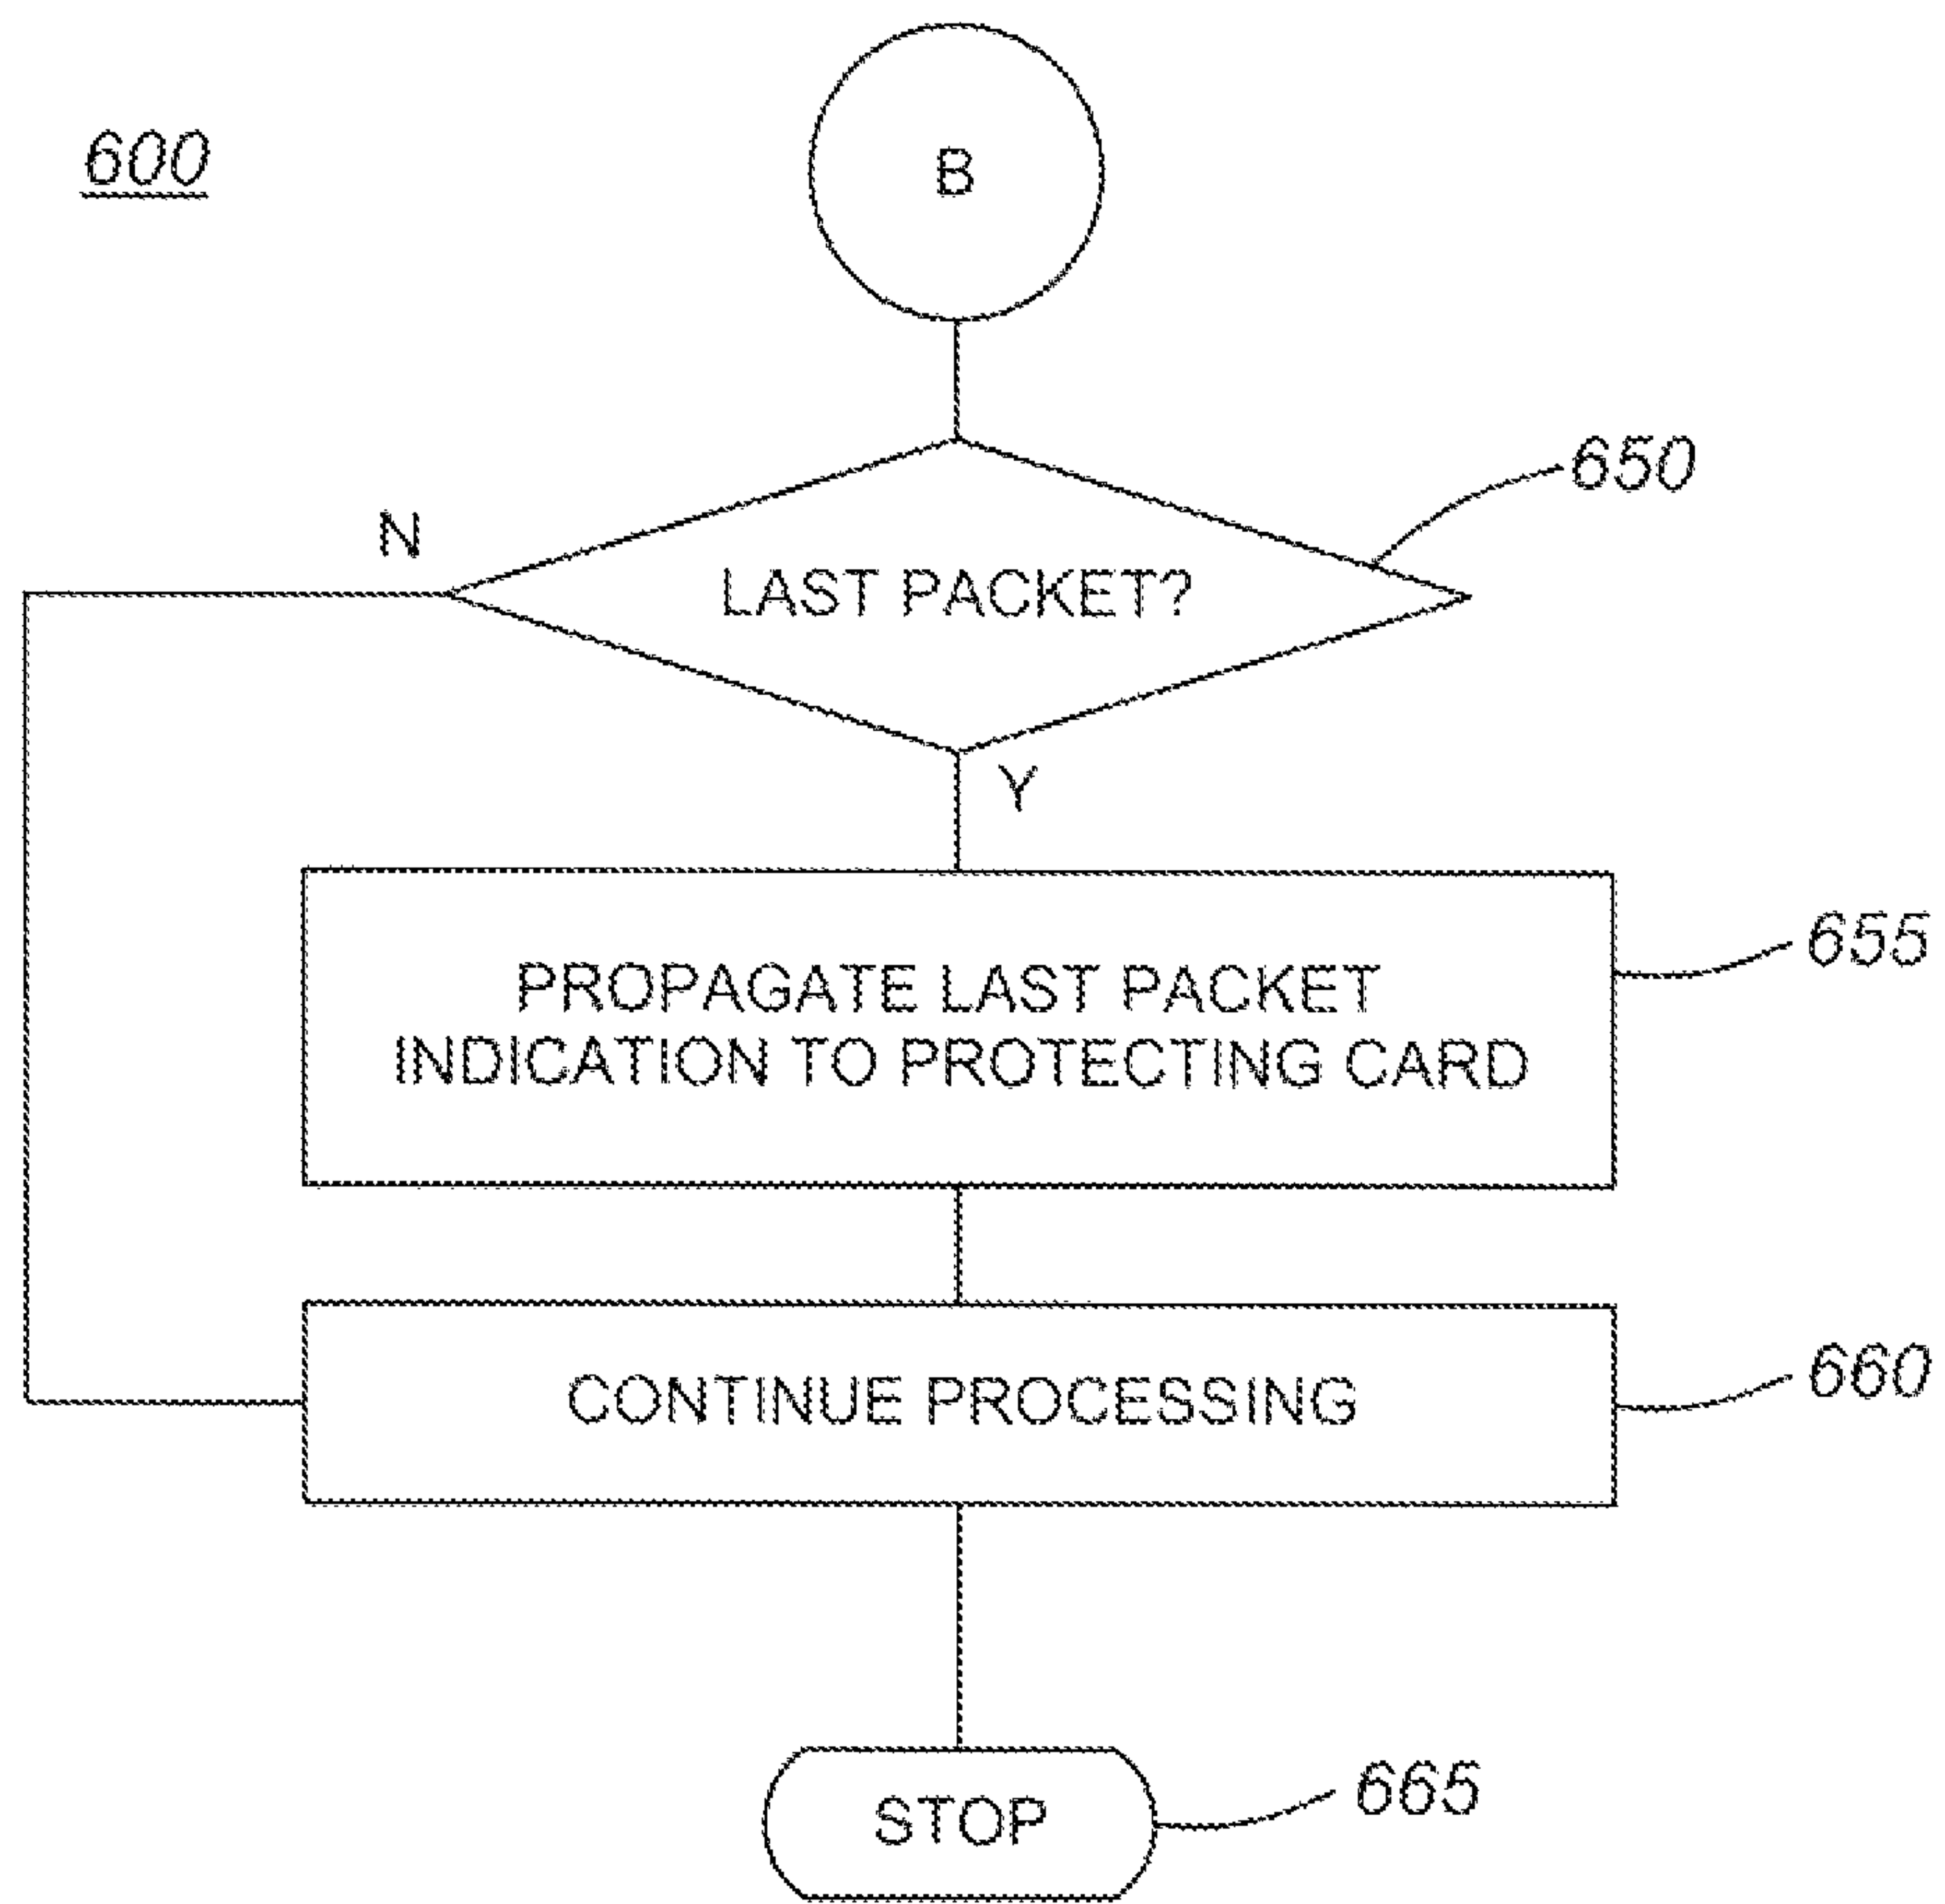 600
B
650
N
LAST PACKET?
Y
PROPAGATE LAST PACKET
INDICATION TO PROTECTING CARD
655
CONTINUE PROCESSING
660
STOP
665